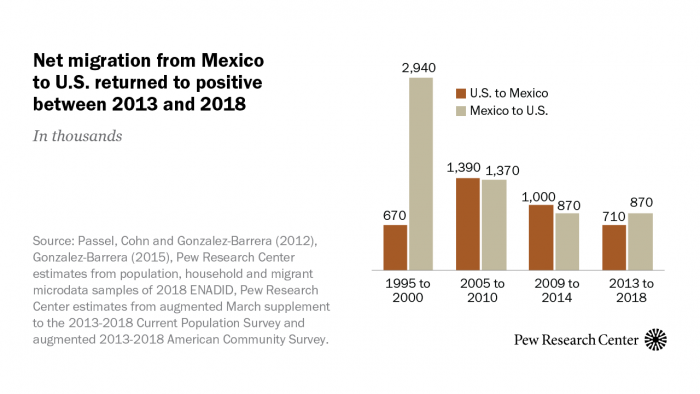 Net migration from Mexico
to U.S. returned to positive
between 2013 and 2018
In thousands
2,940
U.S. to Mexico
Mexico to U.S.
1,390
1,370
1,000
870
870
670
710
1995 to
2000
2005 to
2010
2009 to
2014
2013 to
2018
Source: Passel, Cohn and Gonzalez-Barrera (2012),
Gonzalez-Barrera (2015), Pew Research Center
estimates from population, household and migrant
microdata samples of 2018 ENADID, Pew Research
Center estimates from augmented March supplement
to the 2013-2018 Current Population Survey and
augmented 2013-2018 American Community Survey.
Pew Research Center